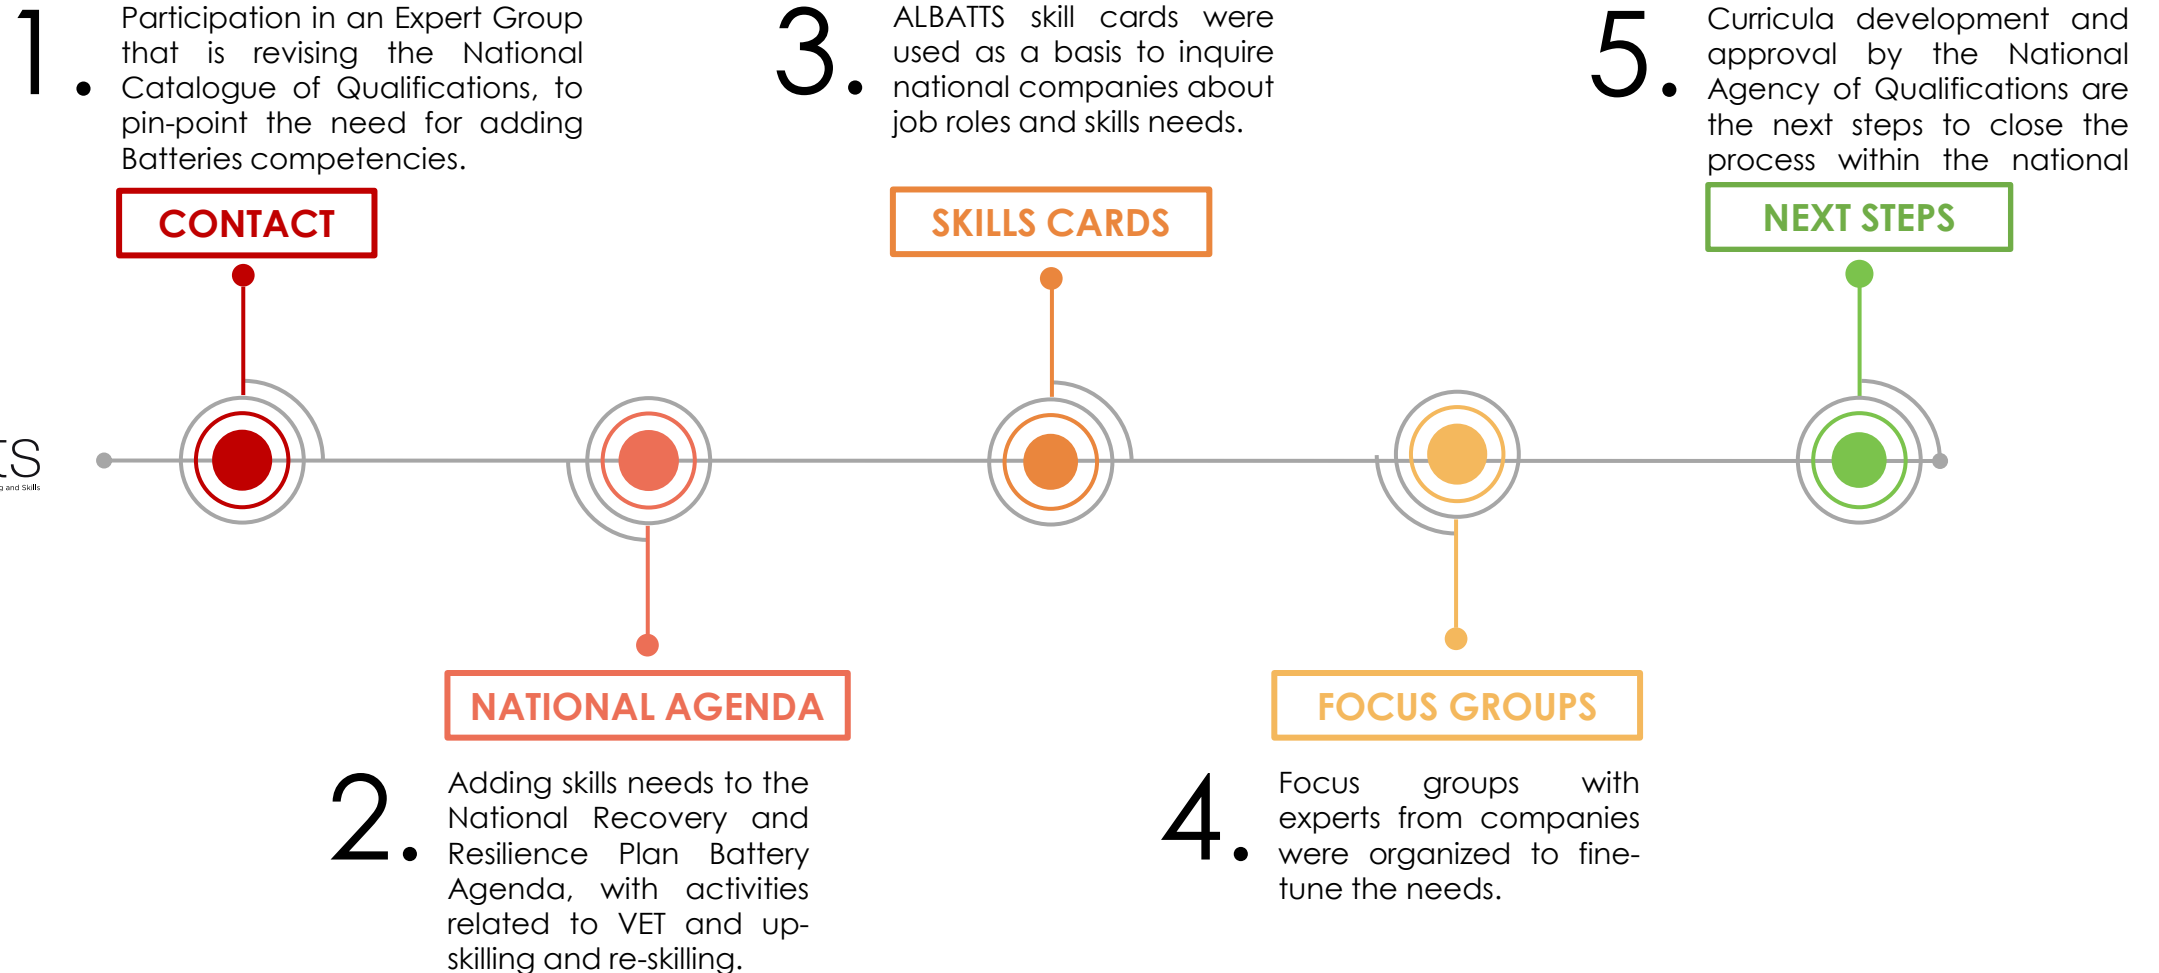 1.
Participation in an Expert Group
that is revising the National
Catalogue of Qualifications, to
pin-point the need for adding
Batteries competencies.
CONTACT
3.
ALBATTS skill cards were
used as a basis to inquire
national companies about
job roles and skills needs.
SKILLS CARDS
5.
Curricula development and
approval by the National
Agency of Qualifications are
the next steps to close the
process within the national
NEXT STEPS
ts
g and Skills
NATIONAL AGENDA
2.
Adding skills needs to the
National Recovery and
Resilience Plan Battery
Agenda, with activities
related to VET and up-
skilling and re-skilling.
FOCUS GROUPS
4.
Focus groups with
experts from companies
were organized to fine-
tune the needs.